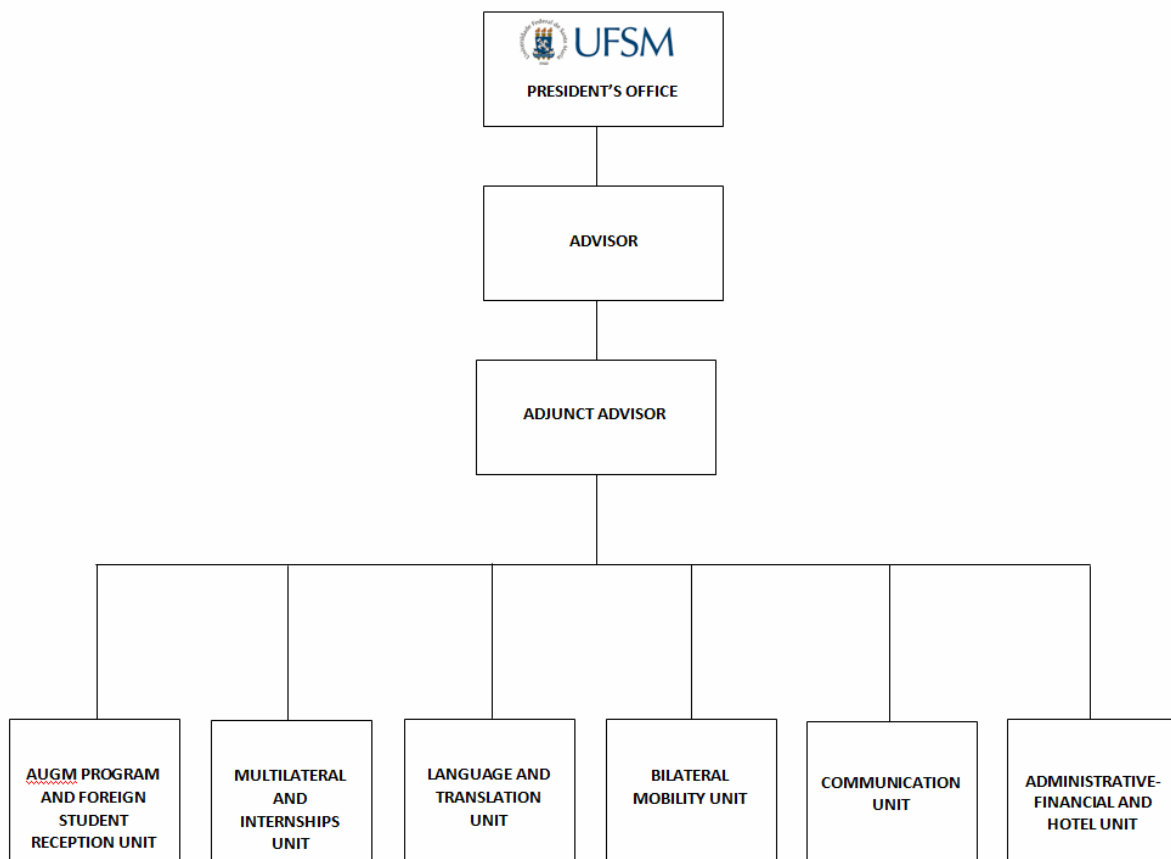 UFSM
PRESIDENT'S OFFICE
ADVISOR
ADJUNCT ADVISOR
AUGM PROGRAM
AND FOREIGN
STUDENT
RECEPTION UNIT
MULTILATERAL
AND
INTERNSHIPS
UNIT
LANGUAGE AND
TRANSLATION
UNIT
BILATERAL
MOBILITY UNIT
COMMUNICATION
UNIT
ADMINISTRATIVE-
FINANCIAL AND
HOTEL UNIT